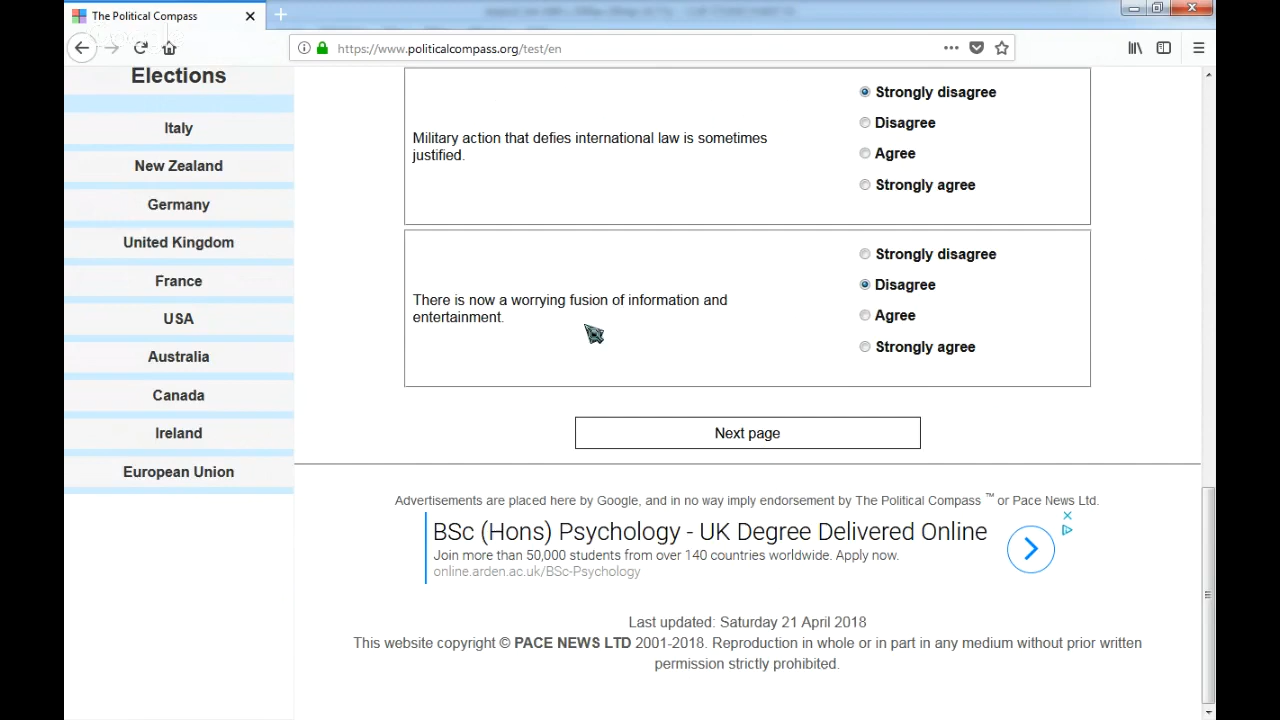 The Political Compass
https://www.politicalcompass.org/test/en
Elections
Italy
New Zealand
Germany
United Kingdom
France
USA
Australia
Canada
Ireland
European Union
Military action that defies international law is sometimes
justified.
Strongly disagree
Disagree
Agree
Strongly agree
There is now a worrying fusion of information and
entertainment.
Strongly disagree
Disagree
Agree
Strongly agree
Next page
Advertisements are placed here by Google, and in no way imply endorsement by The Political Compass ™ or Pace News Ltd.
BSc (Hons) Psychology - UK Degree Delivered Online
Join more than 50,000 students from over 140 countries worldwide. Apply now.
online.arden.ac.uk/BSc-Psychology
Last updated: Saturday 21 April 2018
This website copyright © PACE NEWS LTD 2001-2018. Reproduction in whole or in part in any medium without prior written
permission strictly prohibited.